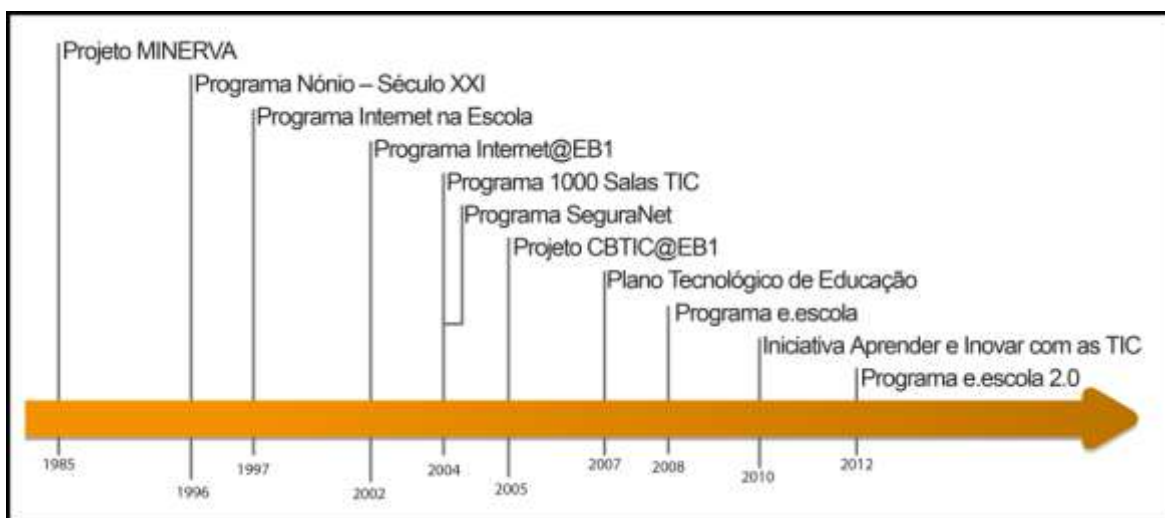 Projeto MINERVA
Programa Nónio – Século XXI
Programa Internet na Escola
Programa Internet@EB1
Programa 1000 Salas TIC
Programa SeguraNet
Projeto CBTIC@EB1
Plano Tecnológico de Educação
Programa e.escola
Iniciativa Aprender e Inovar com as TIC
Programa e.escola 2.0
1985
1996
1997
2002
2004
2005
2007
2008
2010
2012